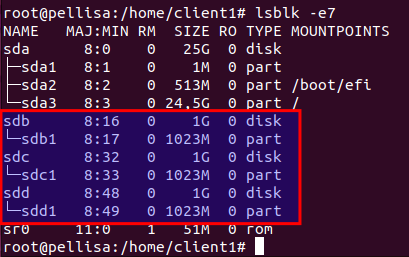 root@pellisa:/home/client1# lsblk -e7
NAME   MAJ:MIN RM   SIZE RO TYPE MOUNTPOINTS
sda      8:0    0    25G  0 disk
├─sda1   8:1    0     1M  0 part
├─sda2   8:2    0   513M  0 part /boot/efi
└─sda3   8:3    0  24,5G  0 part /
sdb      8:16   0     1G  0 disk
└─sdb1   8:17   0  1023M  0 part
sdc      8:32   0     1G  0 disk
└─sdc1   8:33   0  1023M  0 part
sdd      8:48   0     1G  0 disk
└─sdd1   8:49   0  1023M  0 part
sr0     11:0    1    51M  0 rom
root@pellisa:/home/client1#